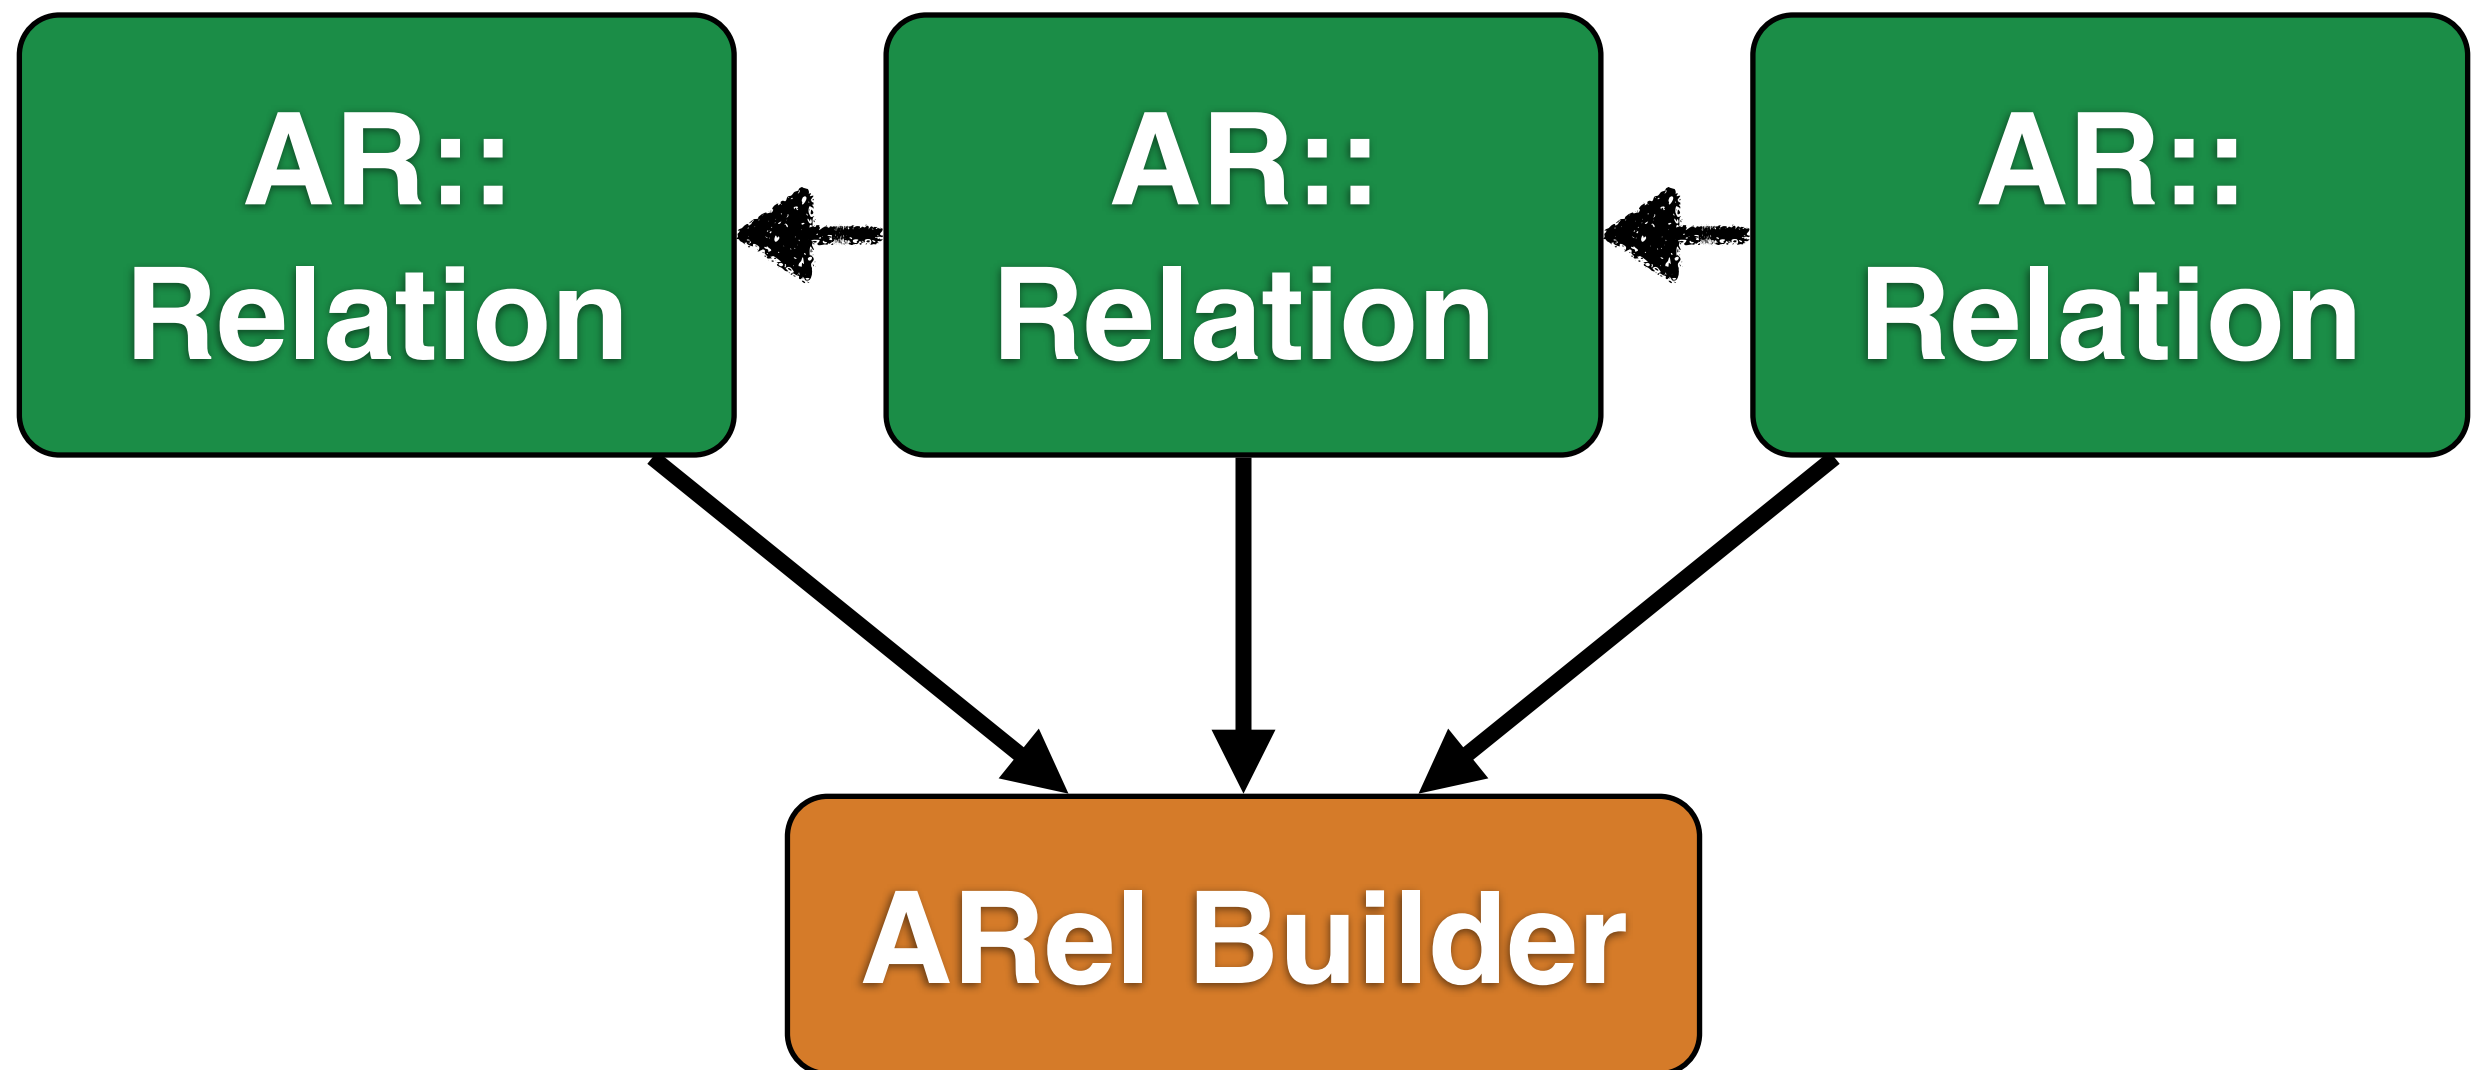 AR::
Relation
AR::
Relation
AR::
Relation
ARel Builder